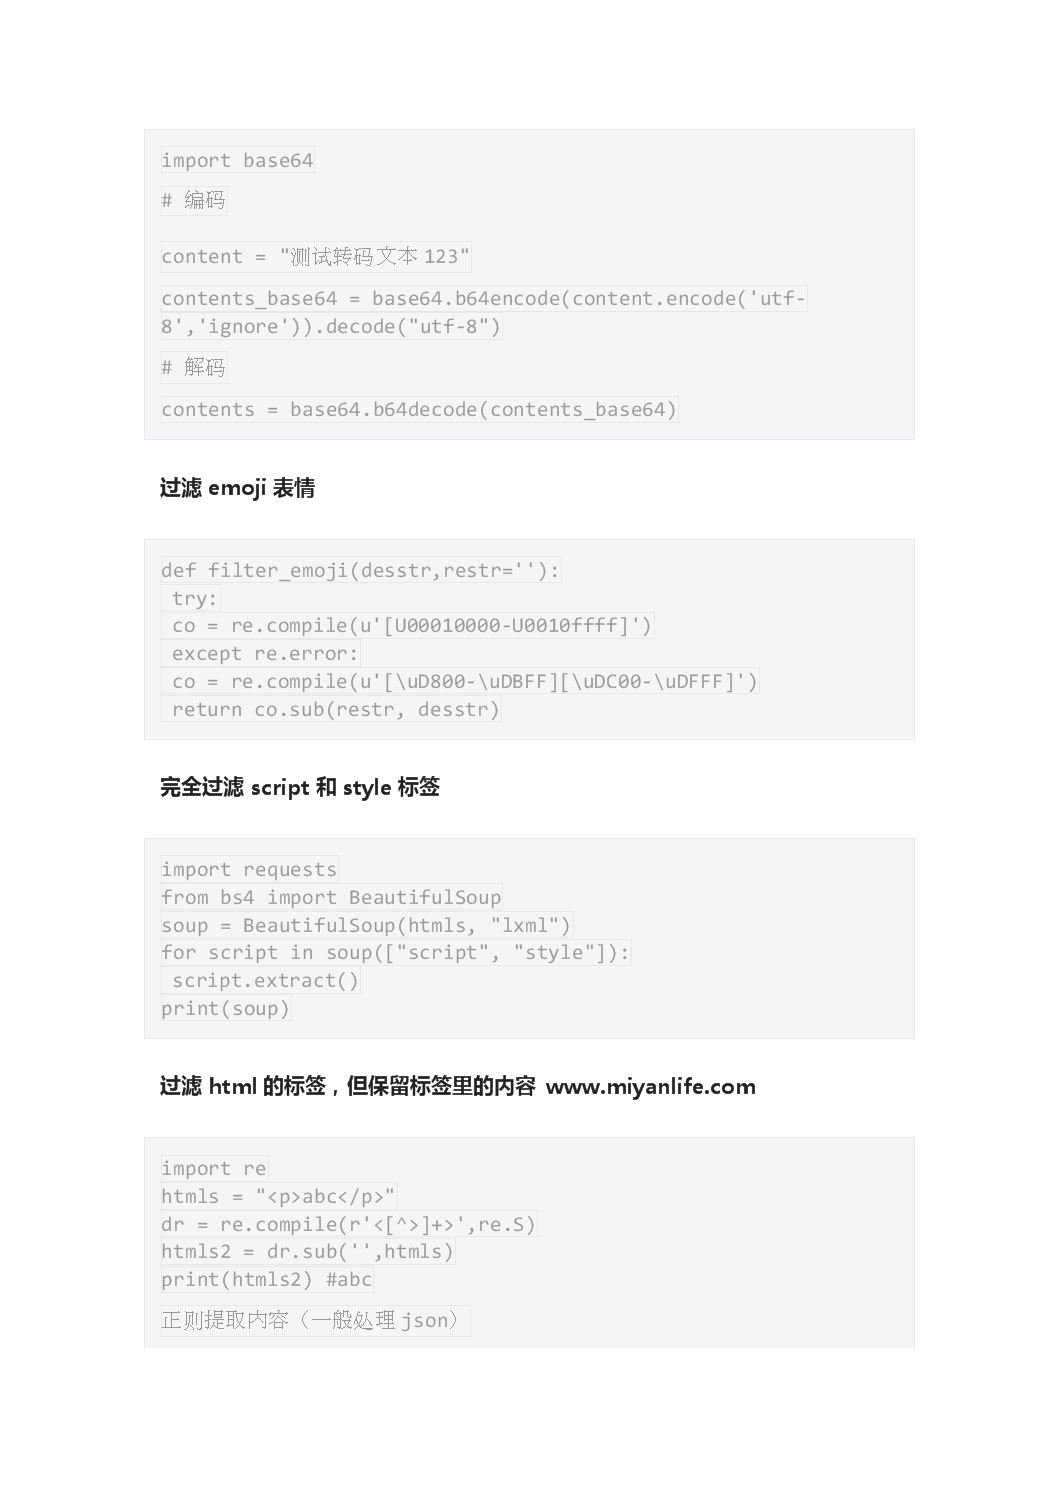 import base64
# 编码
content = "测试转码文本123"
contents_base64 = base64.b64encode(content.encode('utf-
8','ignore')).decode("utf-8")
# 解码
contents = base64.b64decode(contents_base64)
过滤 emoji 表情
def filter_emoji(desstr,restr=''):
 try:
 co = re.compile(u'[U00010000-U0010ffff]')
 except re.error:
 co = re.compile(u'[\uD800-\uDBFF][\uDC00-\uDFFF]')
 return co.sub(restr, desstr)
完全过滤 script 和 style 标签
import requests
from bs4 import BeautifulSoup
soup = BeautifulSoup(htmls, "lxml")
for script in soup(["script", "style"]):
 script.extract()
print(soup)
过滤 html 的标签，但保留标签里的内容 www.miyanlife.com
import re
htmls = "<p>abc</p>"
dr = re.compile(r'<[^>]+>',re.S)
htmls2 = dr.sub('',htmls)
print(htmls2) #abc
正则提取内容（一般处理json）